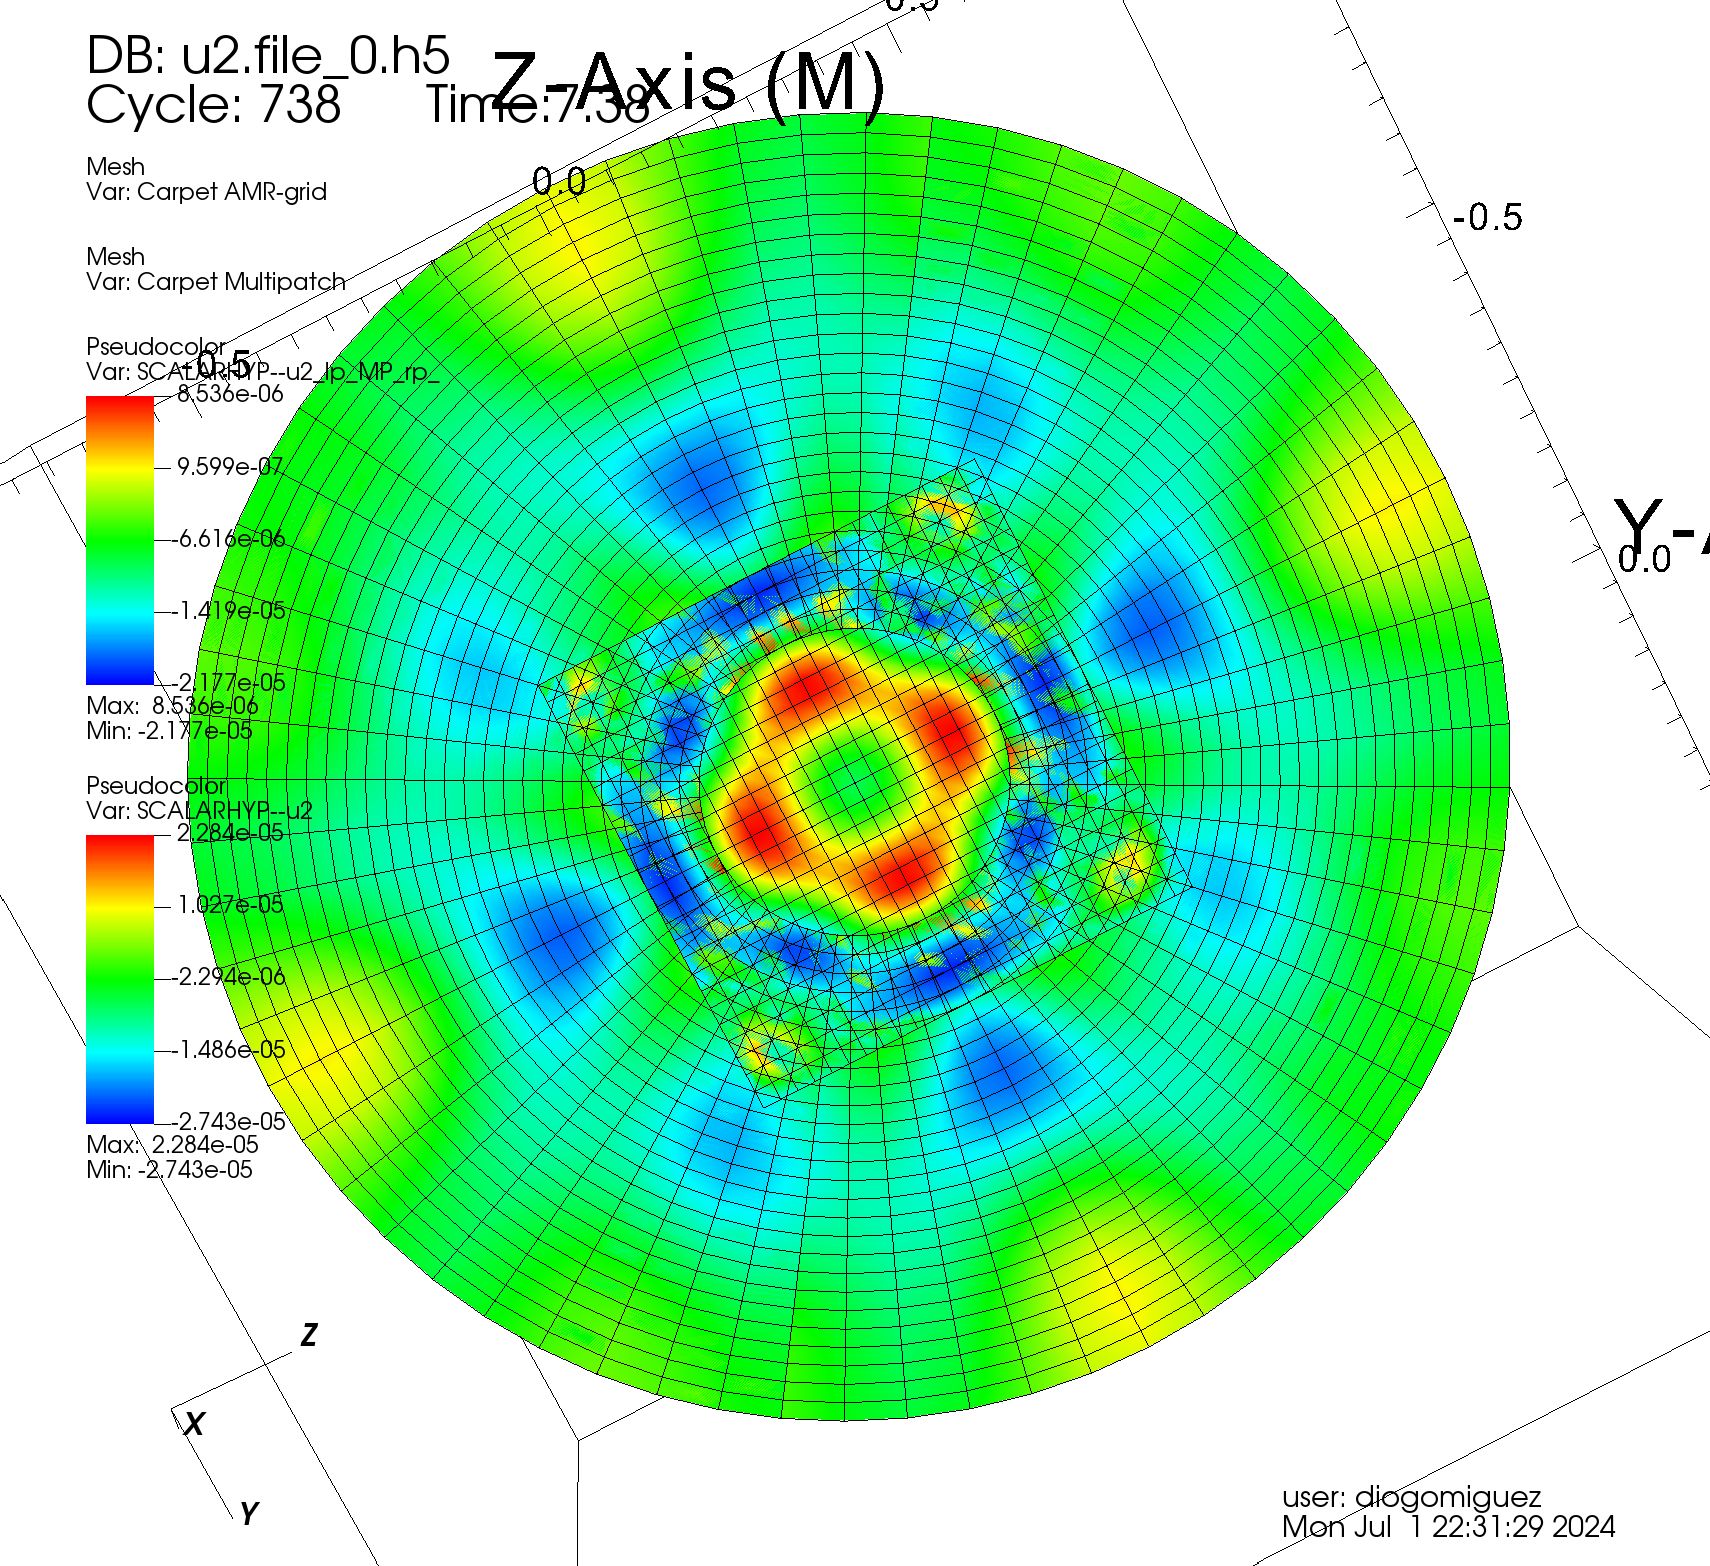 0.5
DB: u2.file_0.h5
Z-Axis (M)
Cycle: 738 Time:7.38
Mesh
Var: Carpet AMR-grid
0.0
-0.5
Mesh
Var: Carpet Multipatch
Pseudocolor
-0.5
Var: SCALARHYP--u2_lp_MP_rp_
8.536e-06
9.599e-07
-6.616e-06
-1.419e-05
-2.177e-05
Max: 8.536e-06
Min: -2.177e-05
Y-A
0.0
Pseudocolor
Var: SCALARHYP--u2
2.284e-05
1.027e-05
-2.294e-06
-1.486e-05
-2.743e-05
Max: 2.284e-05
Min: -2.743e-05
Z
X
Y
user: diogomiguez
Mon Jul 1 22:31:29 2024